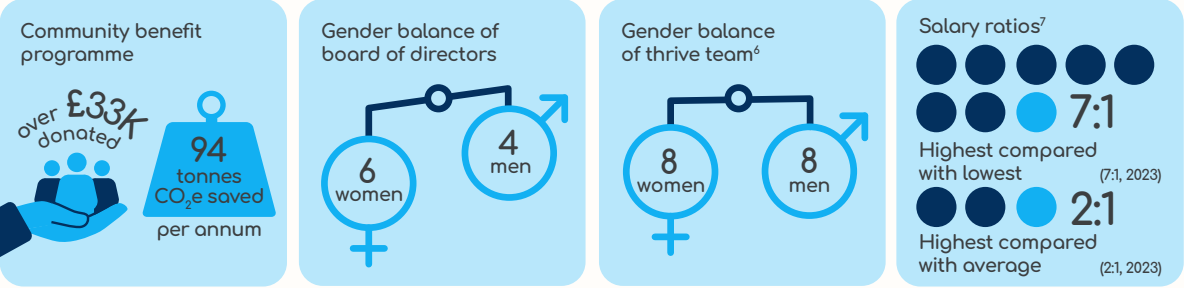 Community benefit
programme
over £33K
donated
94
tonnes
CO₂e saved
per annum
Gender balance of
board of directors
6
women
4
men
Gender balance
of thrive team⁶
8
women
8
men
Salary ratios⁷
7:1
Highest compared
with lowest (7:1, 2023)
2:1
Highest compared
with average (2:1, 2023)